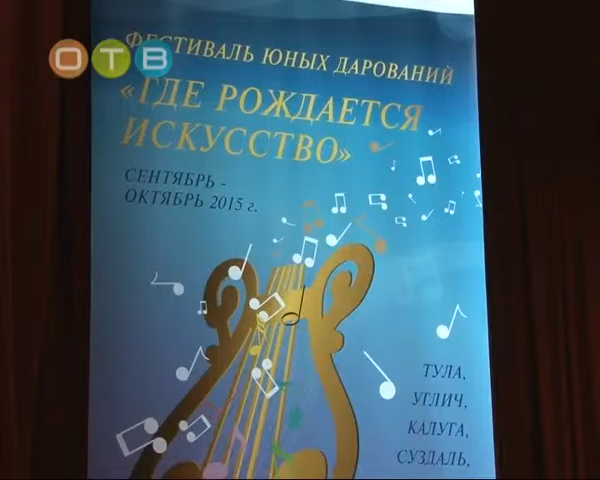 ОТВ
ФЕСТИВАЛЬ ЮНЫХ ДАРОВАНИЙ
«ГДЕ РОЖДАЕТСЯ
ИСКУССТВО»
СЕНТЯБРЬ -
ОКТЯБРЬ 2015 г.
ТУЛА,
УГЛИЧ,
КАЛУГА,
СУЗДАЛЬ,